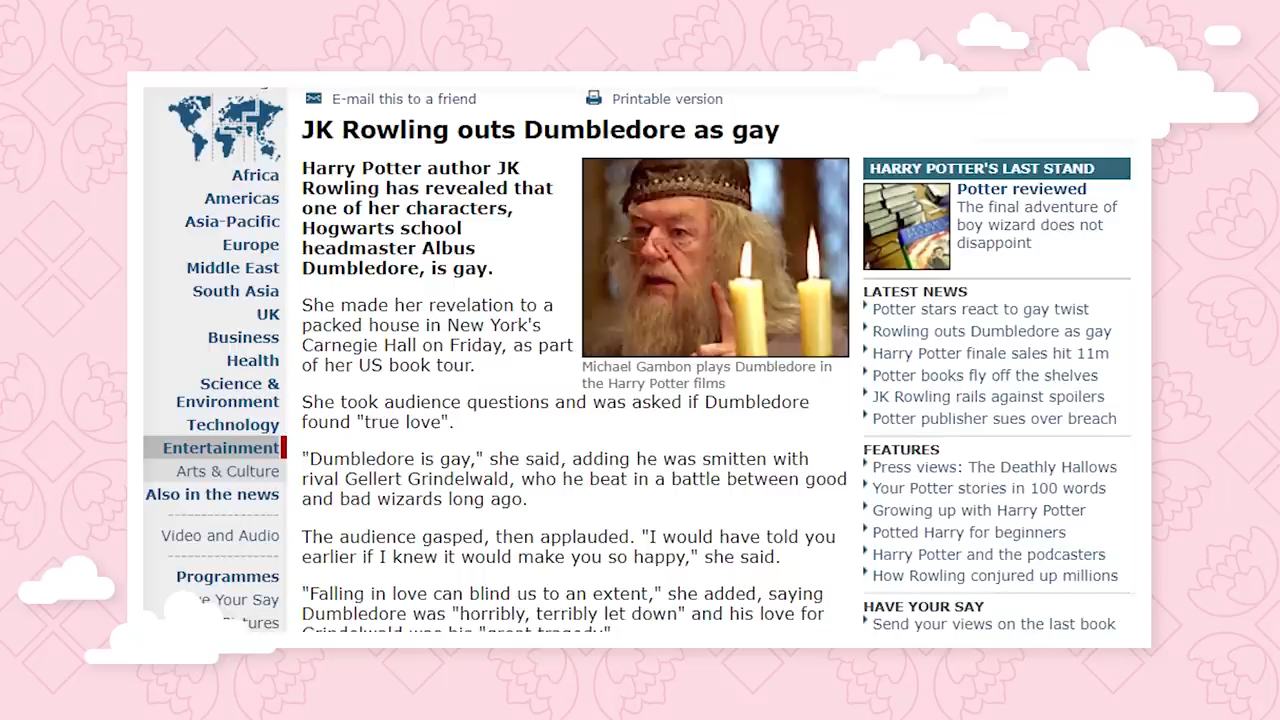 Africa
Americas
Asia-Pacific
Europe
Middle East
South Asia
UK
Business
Health
Science &
Environment
Technology
Entertainment
Arts & Culture
Also in the news
Video and Audio
Programmes
Your Say
E-mail this to a friend
Printable version
JK Rowling outs Dumbledore as gay
Harry Potter author JK
Rowling has revealed that
one of her characters,
Hogwarts school
headmaster Albus
Dumbledore, is gay.
She made her revelation to a
packed house in New York's
Carnegie Hall on Friday, as part
of her US book tour.
Michael Gambon plays Dumbledore in
the Harry Potter films
She took audience questions and was asked if Dumbledore
found "true love".
"Dumbledore is gay," she said, adding he was smitten with
rival Gellert Grindelwald, who he beat in a battle between good
and bad wizards long ago.
The audience gasped, then applauded. "I would have told you
earlier if I knew it would make you so happy," she said.
"Falling in love can blind us to an extent," she added, saying
Dumbledore was "horribly, terribly let down" and his love for
Grindelwald was his "great tragedy".
HARRY POTTER'S LAST STAND
Potter reviewed
The final adventure of
boy wizard does not
disappoint
LATEST NEWS
Potter stars react to gay twist
Rowling outs Dumbledore as gay
Harry Potter finale sales hit 11m
Potter books fly off the shelves
JK Rowling rails against spoilers
Potter publisher sues over breach
FEATURES
Press views: The Deathly Hallows
Your Potter stories in 100 words
Growing up with Harry Potter
Potted Harry for beginners
Harry Potter and the podcasters
How Rowling conjured up millions
HAVE YOUR SAY
Send your views on the last book